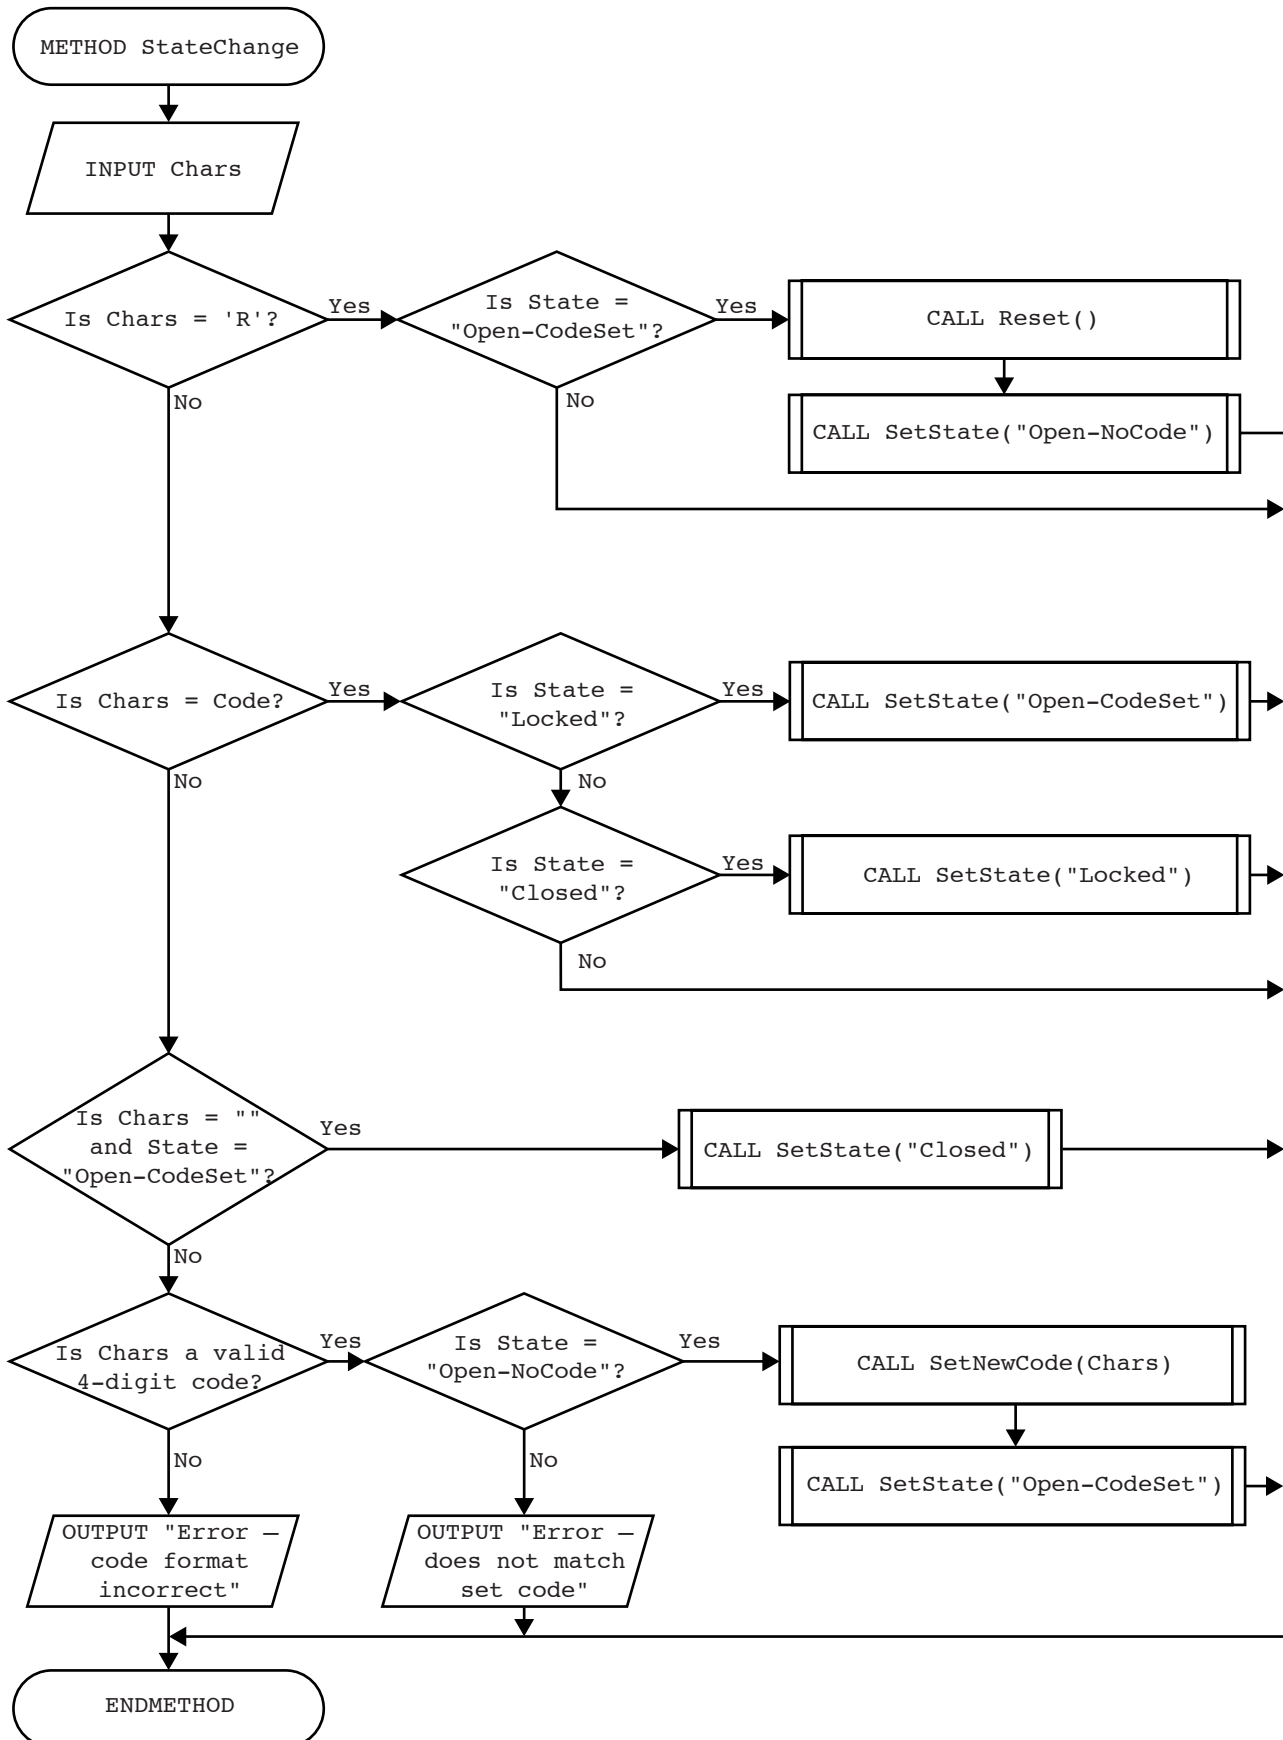 METHOD StateChange
INPUT Chars
Is Chars = 'R'?
Yes
Is State =
"Open-CodeSet"?
Yes
CALL Reset()
No
No
CALL SetState("Open-NoCode")
Is Chars = Code?
Yes
Is State =
"Locked"?
Yes
CALL SetState("Open-CodeSet")
No
No
Is State =
"Closed"?
Yes
CALL SetState("Locked")
No
Is Chars = ""
and State =
"Open-CodeSet"?
Yes
CALL SetState("Closed")
No
Is Chars a valid
4-digit code?
Yes
Is State =
"Open-NoCode"?
Yes
CALL SetNewCode(Chars)
No
No
CALL SetState("Open-CodeSet")
OUTPUT "Error –
code format
incorrect"
OUTPUT "Error –
does not match
set code"
ENDMETHOD